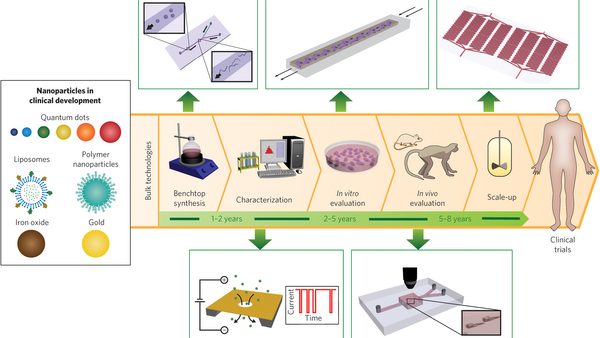 Nanoparticles in
clinical development
Quantum dots
Liposomes
Polymer
nanoparticles
Iron oxide
Gold
Bulk technologies
Benchtop
synthesis
Characterization
In vitro
evaluation
In vivo
evaluation
Scale-up
1–2 years
2–5 years
5–8 years
Clinical
trials
Current
Time